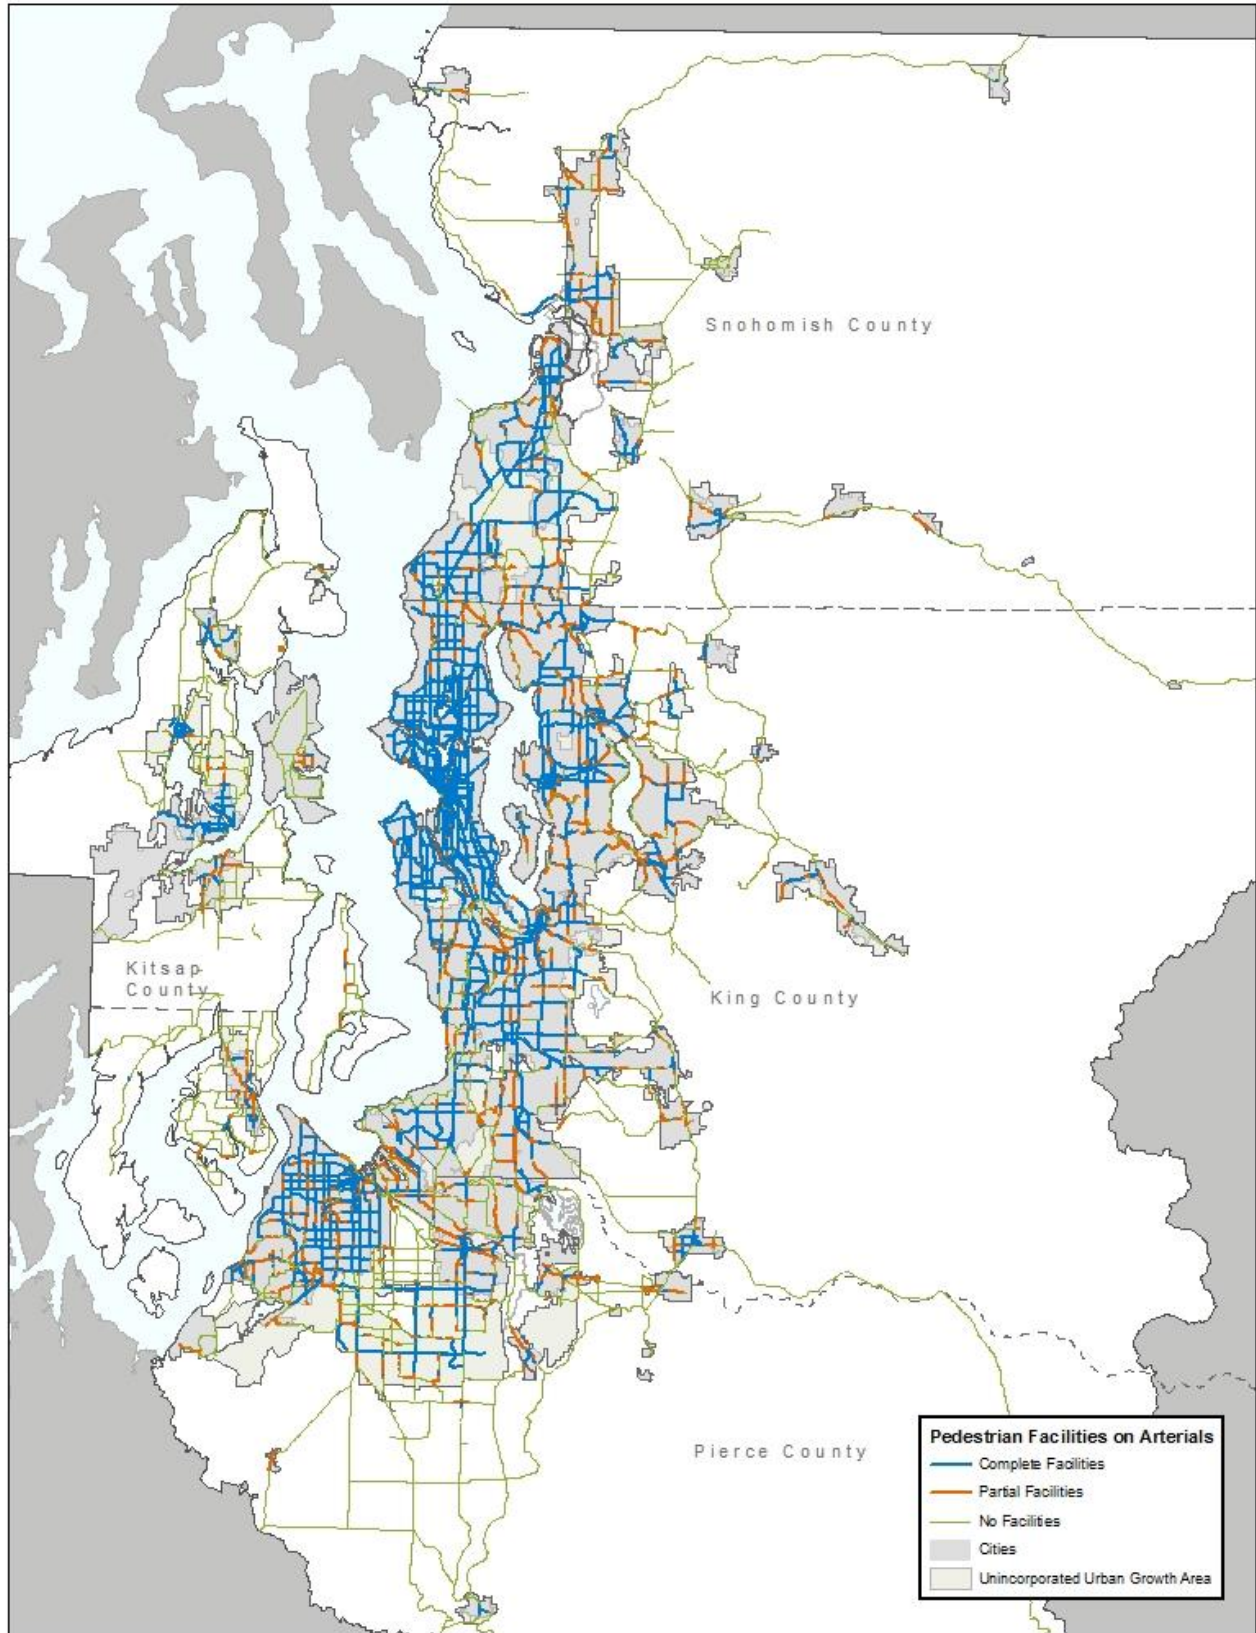 Snohomish County
Kitsap
County
King County
Pierce County
Pedestrian Facilities on Arterials
Complete Facilities
Partial Facilities
No Facilities
Cities
Unincorporated Urban Growth Area